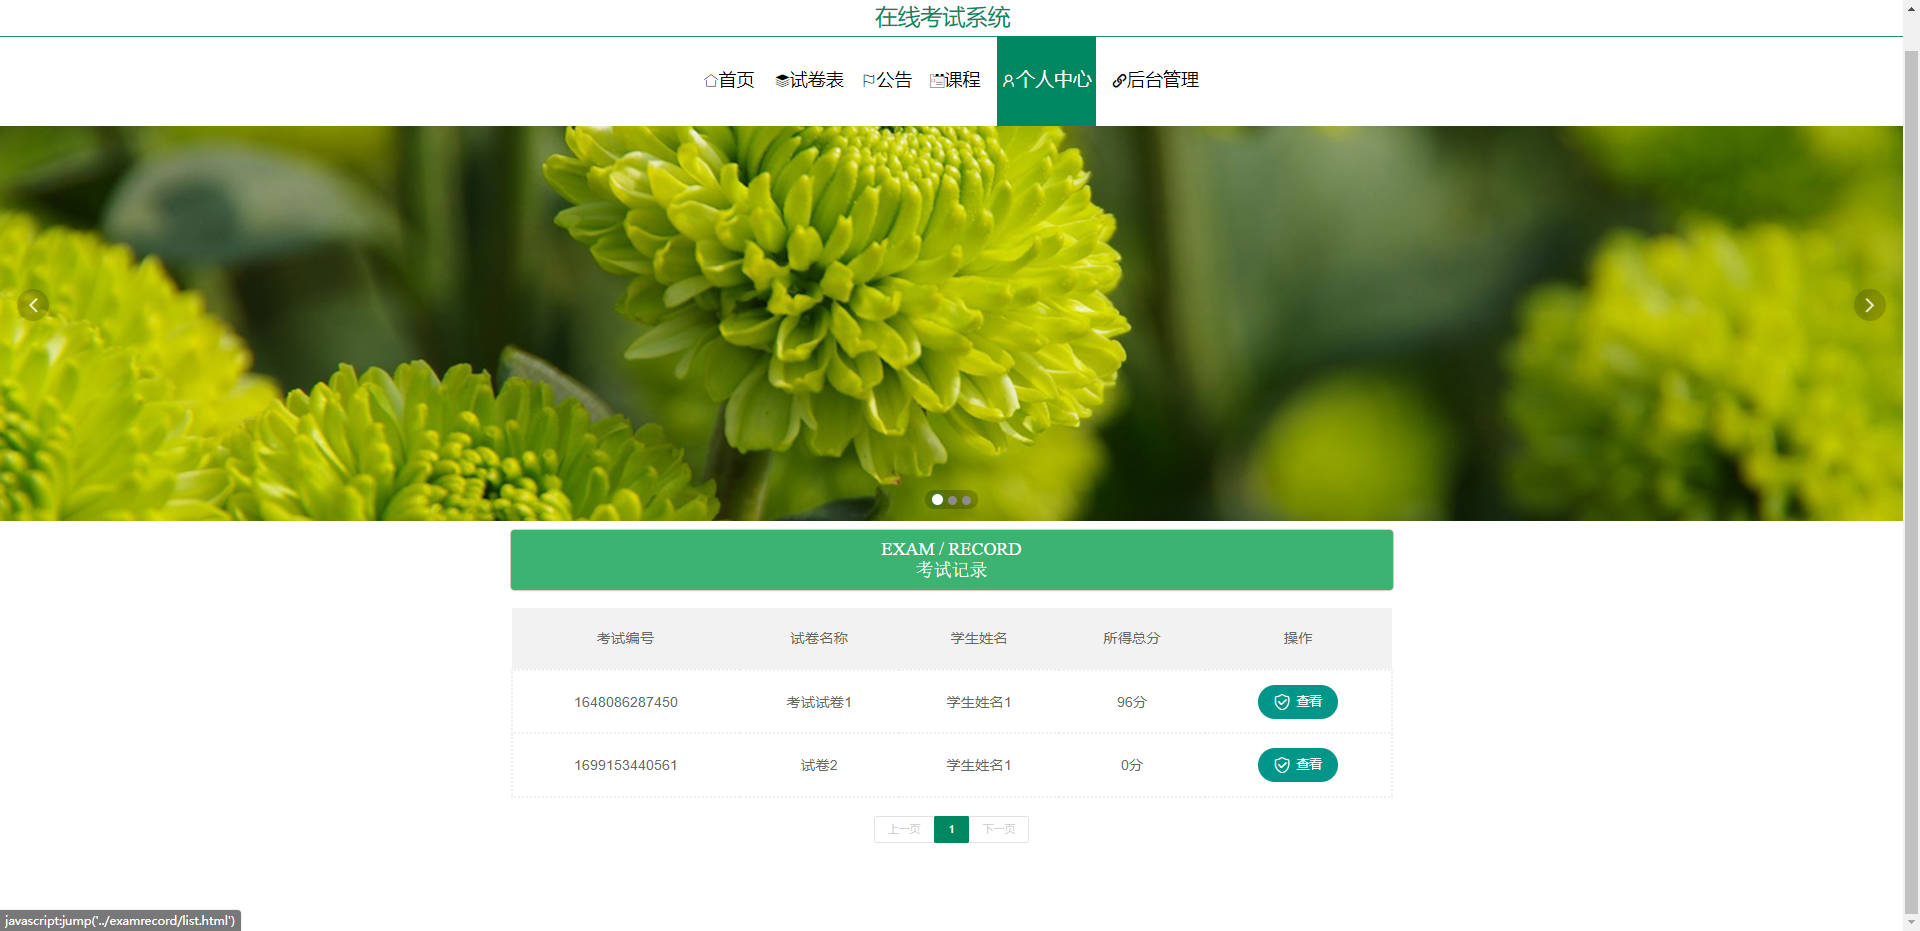 在线考试系统
首页 试卷表 公告 课程 个人中心 后台管理
EXAM / RECORD
考试记录
考试编号 试卷名称 学生姓名 所得总分 操作
1648086287450 考试试卷1 学生姓名1 96分 查看
1699153440561 试卷2 学生姓名1 0分 查看
上一页 1 下一页
javascript:jump('../examrecord/list.html')